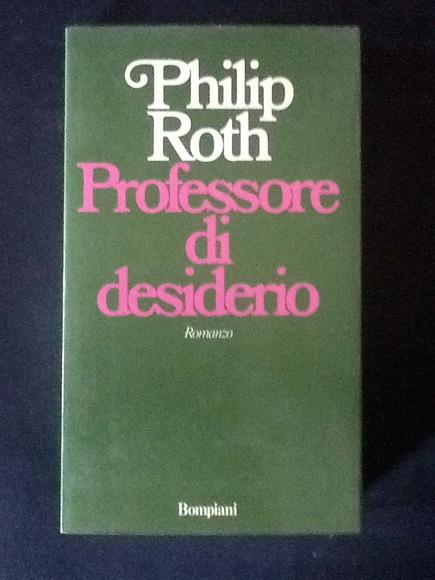 Philip
Roth
Professore
di
desiderio
Romanzo
Bompiani